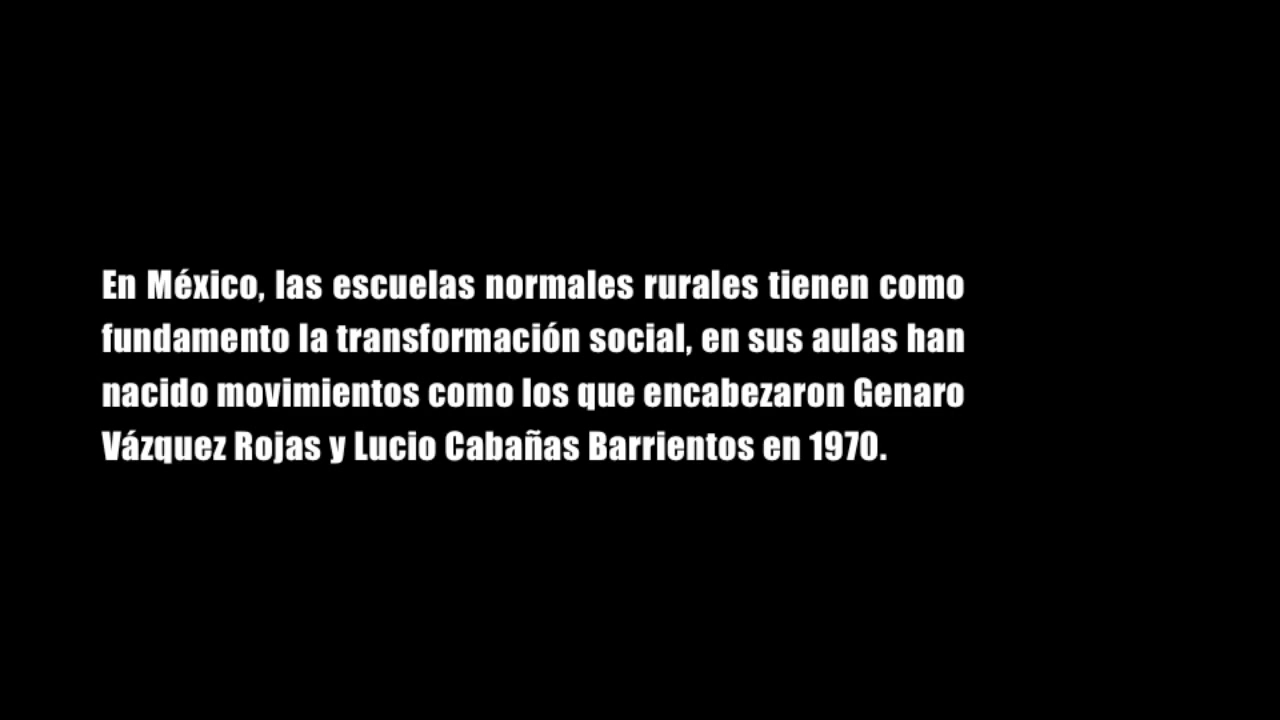 En México, las escuelas normales rurales tienen como
fundamento la transformación social, en sus aulas han
nacido movimientos como los que encabezaron Genaro
Vázquez Rojas y Lucio Cabañas Barrientos en 1970.